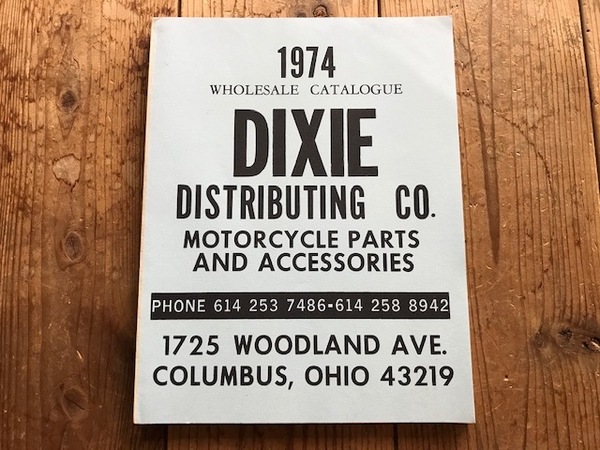 1974
WHOLESALE CATALOGUE
DIXIE
DISTRIBUTING CO.
MOTORCYCLE PARTS
AND ACCESSORIES
PHONE 614 253 7486-614 258 8942
1725 WOODLAND AVE.
COLUMBUS, OHIO 43219